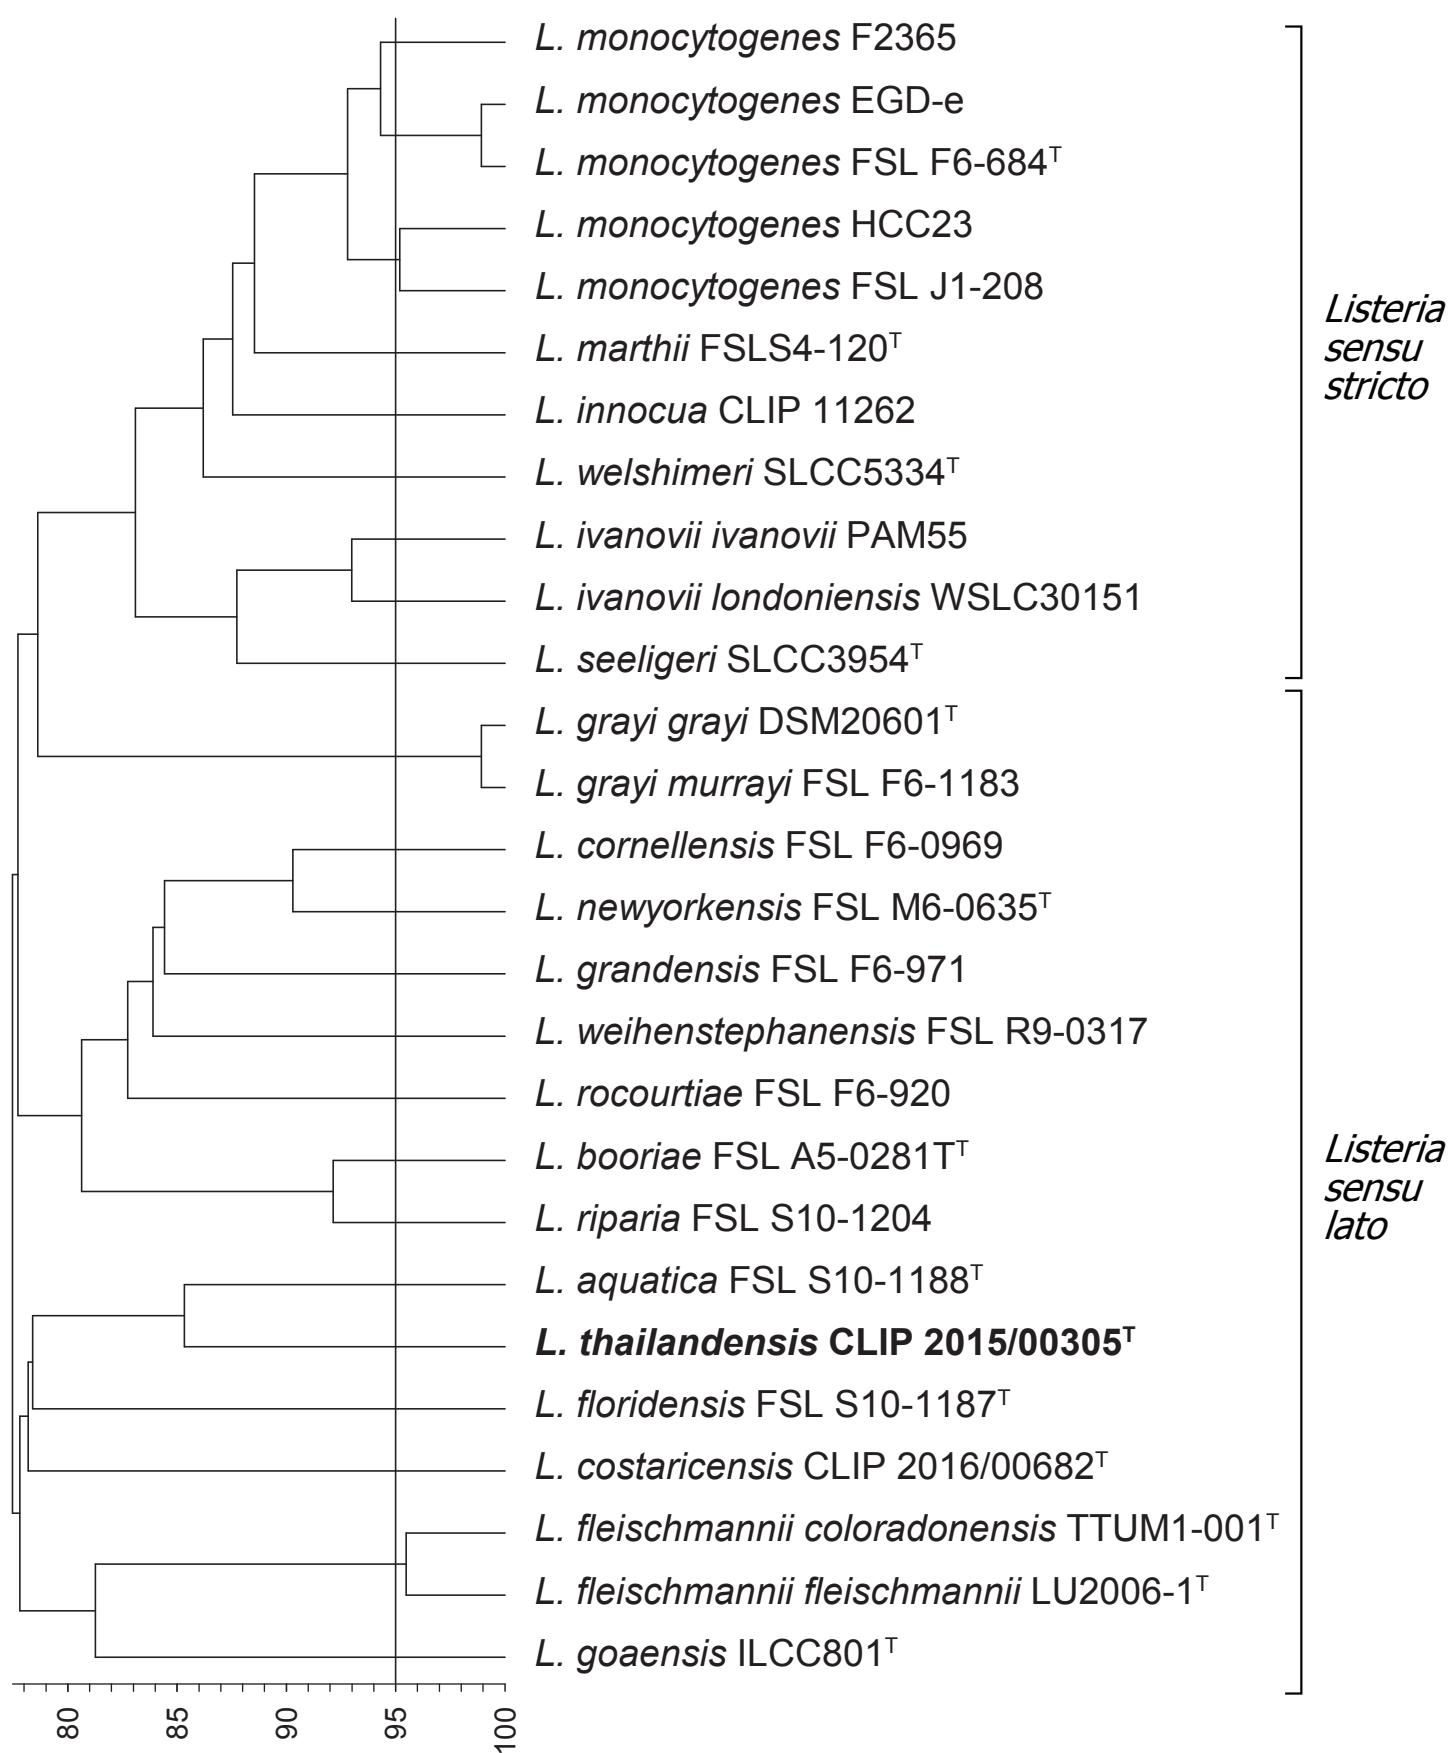 L. monocytogenes F2365
L. monocytogenes EGD-e
L. monocytogenes FSL F6-684ᵀ
L. monocytogenes HCC23
L. monocytogenes FSL J1-208
L. marthii FSLS4-120ᵀ
L. innocua CLIP 11262
L. welshimeri SLCC5334ᵀ
L. ivanovii ivanovii PAM55
L. ivanovii londoniensis WSLC30151
L. seeligeri SLCC3954ᵀ
Listeria
sensu
stricto
L. grayi grayi DSM20601ᵀ
L. grayi murrayi FSL F6-1183
L. cornellensis FSL F6-0969
L. newyorkensis FSL M6-0635ᵀ
L. grandensis FSL F6-971
L. weihenstephanensis FSL R9-0317
L. rocourtiae FSL F6-920
L. booriae FSL A5-0281Tᵀ
L. riparia FSL S10-1204
L. aquatica FSL S10-1188ᵀ
L. thailandensis CLIP 2015/00305ᵀ
L. floridensis FSL S10-1187ᵀ
L. costaricensis CLIP 2016/00682ᵀ
L. fleischmannii coloradonensis TTUM1-001ᵀ
L. fleischmannii fleischmannii LU2006-1ᵀ
L. goaensis ILCC801ᵀ
Listeria
sensu
lato
80
85
90
95
100